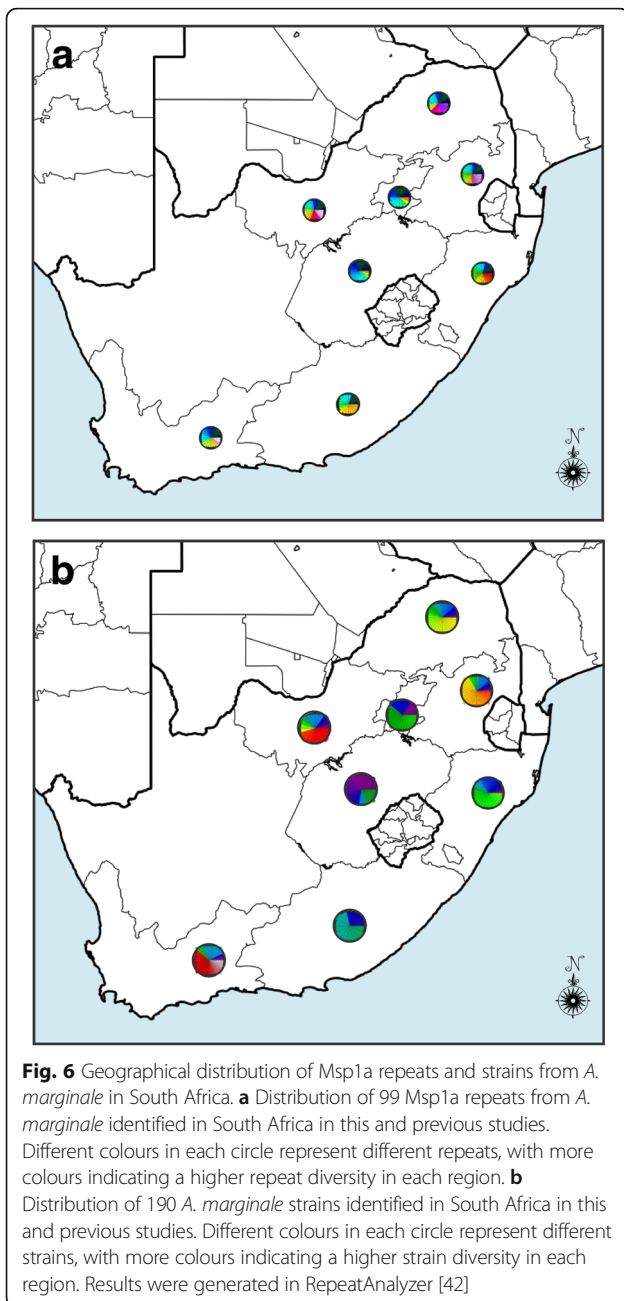 a
N
b
N
Fig. 6 Geographical distribution of Msp1a repeats and strains from A.
marginale in South Africa. a Distribution of 99 Msp1a repeats from A.
marginale identified in South Africa in this and previous studies.
Different colours in each circle represent different repeats, with more
colours indicating a higher repeat diversity in each region. b
Distribution of 190 A. marginale strains identified in South Africa in this
and previous studies. Different colours in each circle represent different
strains, with more colours indicating a higher strain diversity in each
region. Results were generated in RepeatAnalyzer [42]